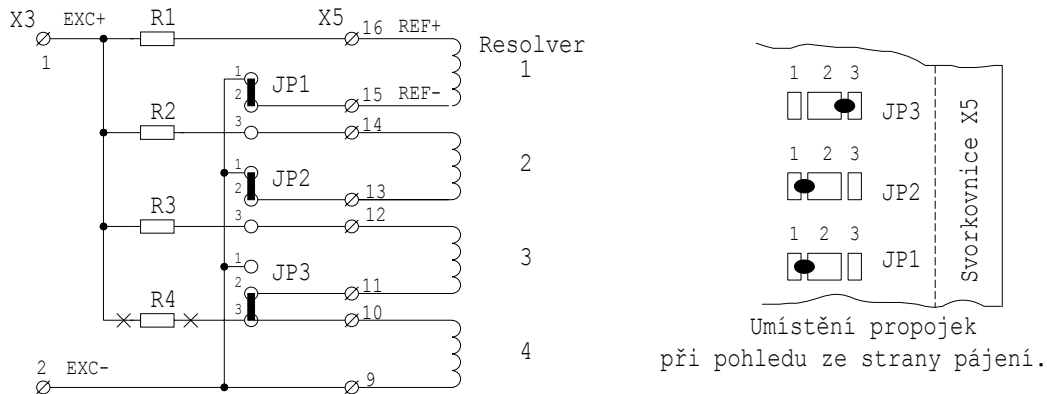 X3 EXC+ R1 X5 16 REF+
Resolver
1
1 JP1
2 15 REF-
1
R2 3 14
1 JP2 2
2 13
R3 3 12
1 JP3 3
2 11
R4 3 10
4
2 EXC- 9
1 2 3
JP3
1 2 3
JP2
1 2 3
JP1
Svorkovnice X5
Umístění propojek
při pohledu ze strany pájení.